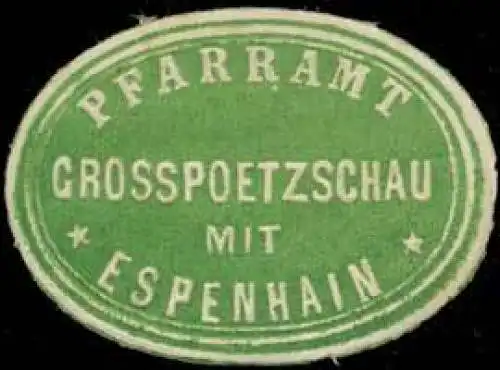 PFARRAMT
GROSSPOETZSCHAU
MIT
★ ESPENHAIN ★